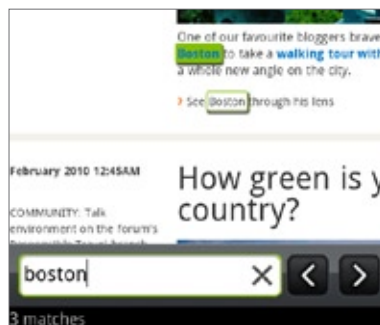 One of our favourite bloggers brave
Boston to take a walking tour with
a whole new angle on the city.
› See Boston through his lens
February 2010 12:45AM
How green is y
country?
COMMUNITY: Talk
environment on the forum's
boston
3 matches